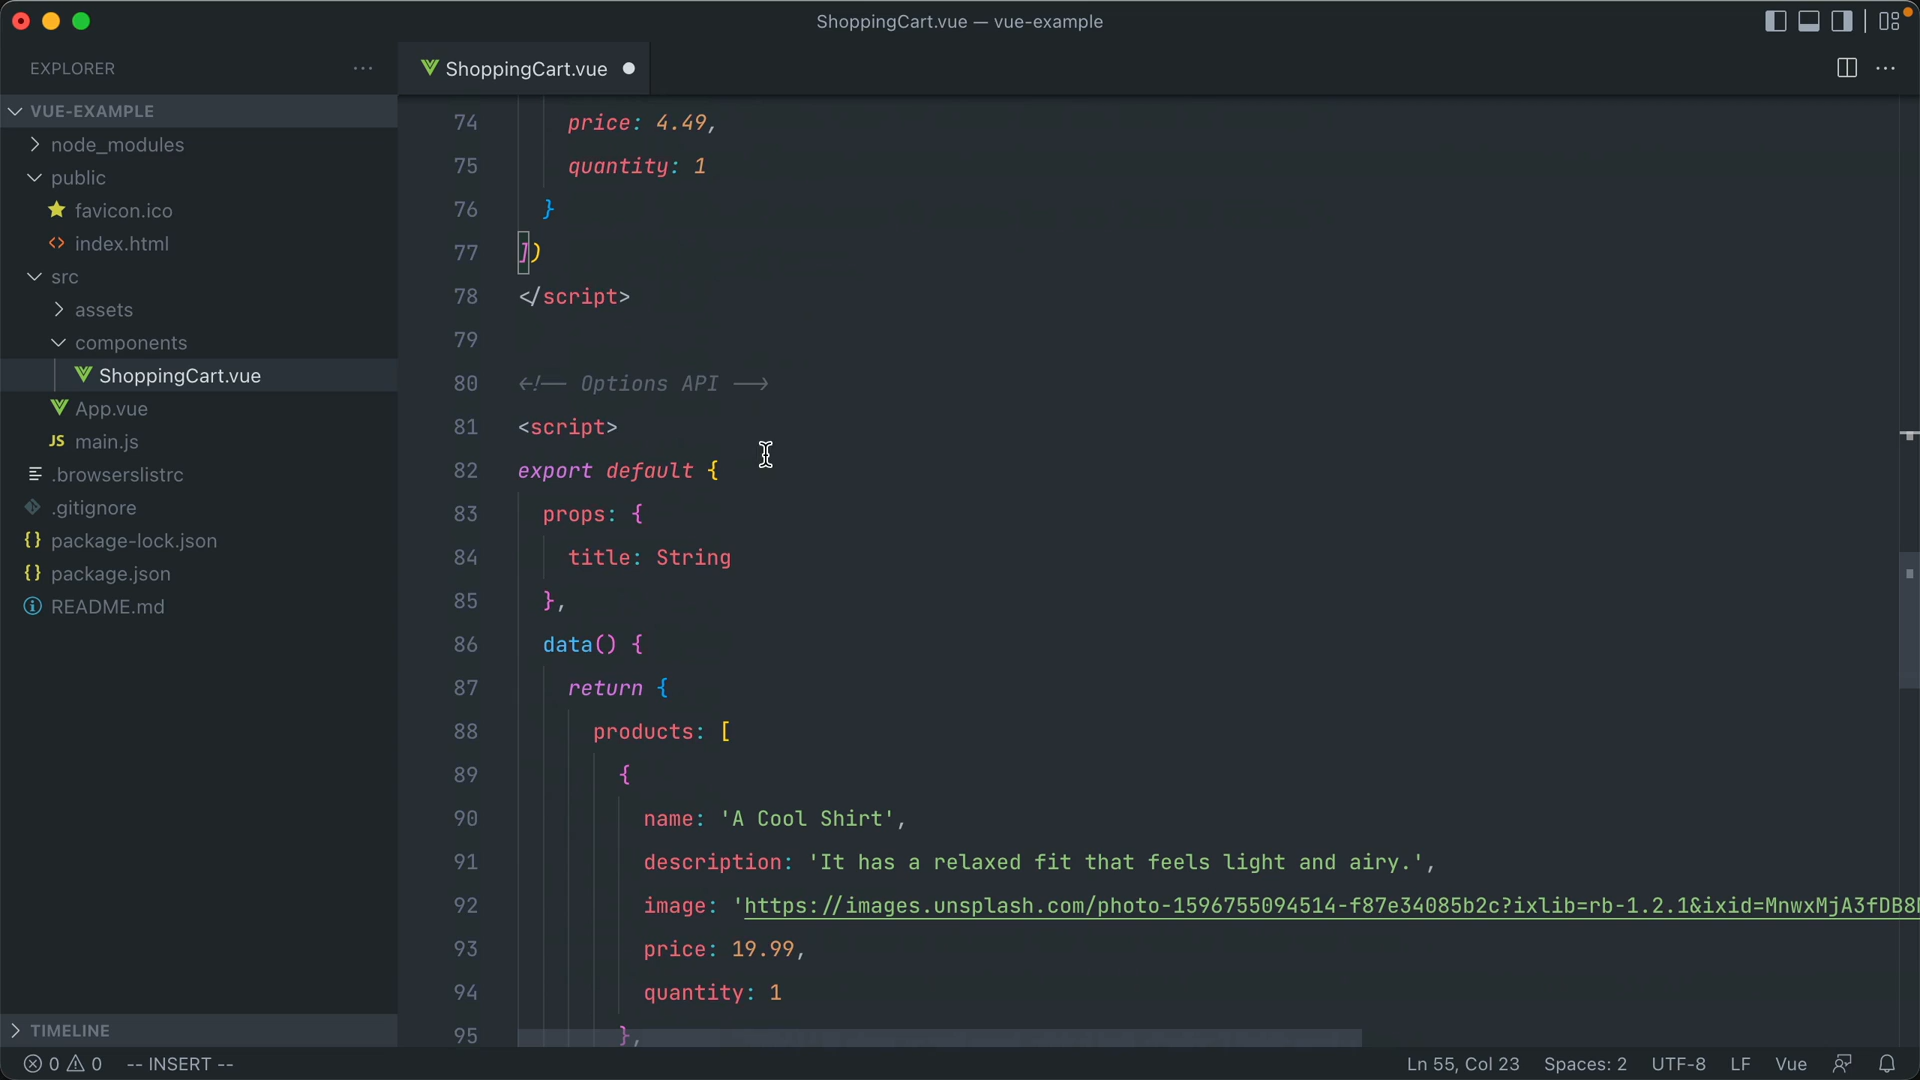 ShoppingCart.vue — vue-example
EXPLORER
ShoppingCart.vue
VUE-EXAMPLE
node_modules
public
favicon.ico
index.html
src
assets
components
ShoppingCart.vue
App.vue
JS main.js
.browserslistrc
.gitignore
{} package-lock.json
{} package.json
README.md
TIMELINE
74 price: 4.49,
75 quantity: 1
76 }
77 ])
78 </script>
79
80 <!-- Options API -->
81 <script>
82 export default {
83 props: {
84 title: String
85 },
86 data() {
87 return {
88 products: [
89 {
90 name: 'A Cool Shirt',
91 description: 'It has a relaxed fit that feels light and airy.',
92 image: 'https://images.unsplash.com/photo-1596755094514-f87e34085b2c?ixlib=rb-1.2.1&ixid=MnwxMjA3fDB8
93 price: 19.99,
94 quantity: 1
95 },
0 0 -- INSERT -- Ln 55, Col 23 Spaces: 2 UTF-8 LF Vue